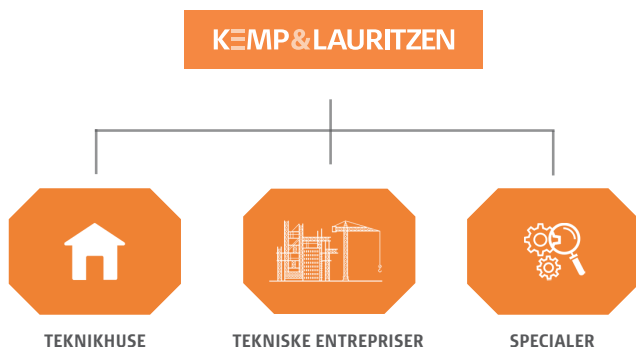 KEMP&LAURITZEN
TEKNIKHUSE
TEKNISKE ENTREPRISER
SPECIALER